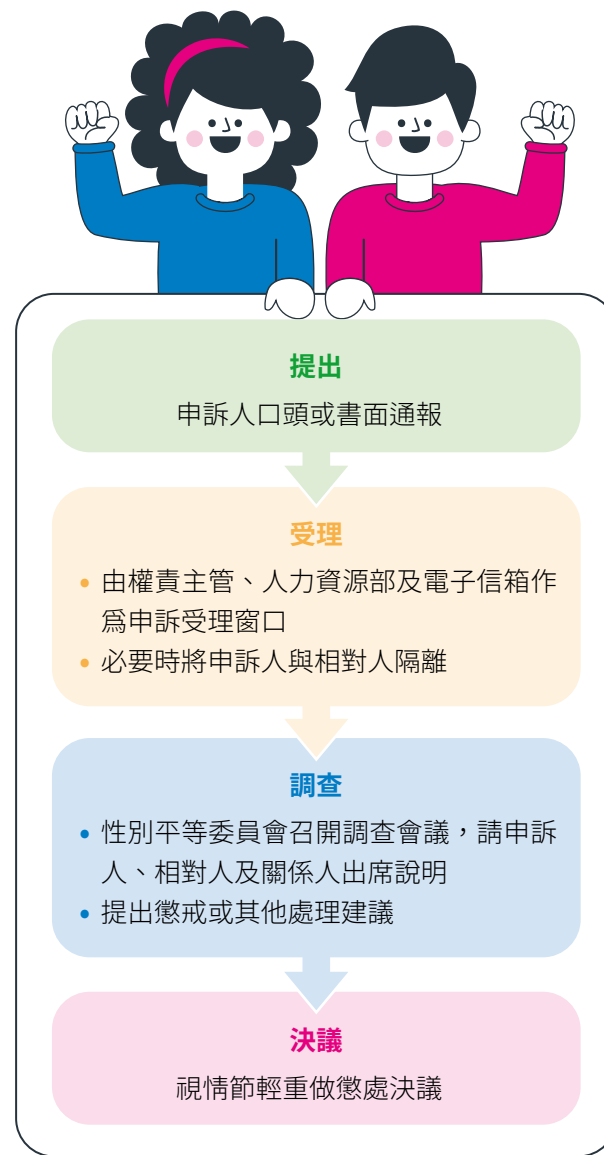 提出
申訴人口頭或書面通報
受理
• 由權責主管、人力資源部及電子信箱作
爲申訴受理窗口
• 必要時將申訴人與相對人隔離
調查
• 性別平等委員會召開調查會議，請申訴
人、相對人及關係人出席說明
• 提出懲戒或其他處理建議
決議
視情節輕重做懲處決議